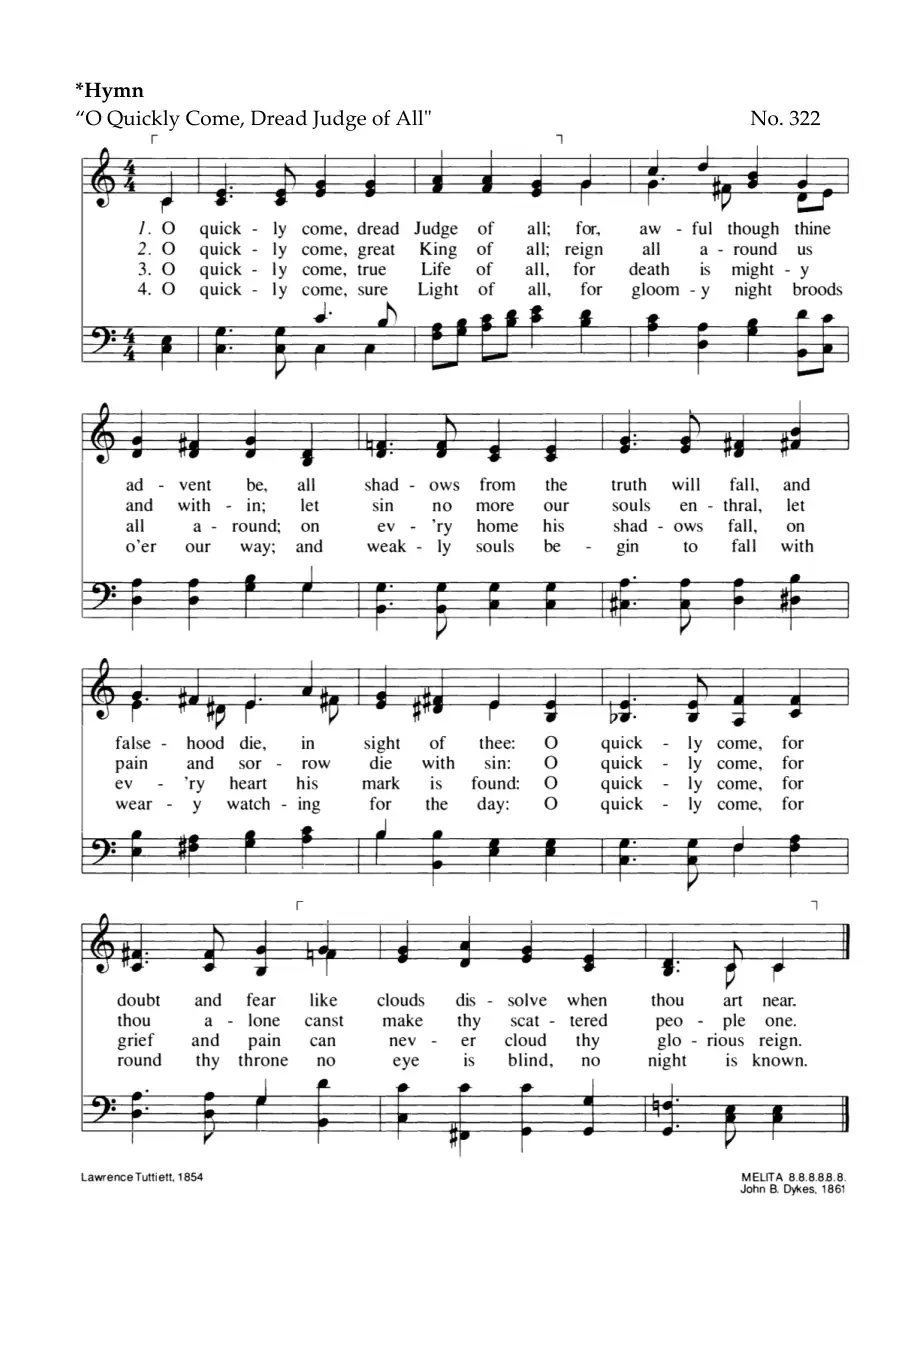 *Hymn
“O Quickly Come, Dread Judge of All" No. 322
1. O quick - ly come, dread Judge of all; for, aw - ful though thine
2. O quick - ly come, great King of all; reign all a - round us
3. O quick - ly come, true Life of all, for death is might - y
4. O quick - ly come, sure Light of all, for gloom - y night broods
ad - vent be, all shad - ows from the truth will fall, and
and with - in; let sin no more our souls en - thral, let
all a - round; on ev - 'ry home his shad - ows fall, on
o'er our way; and weak - ly souls be - gin to fall with
false - hood die, in sight of thee: O quick - ly come, for
pain and sor - row die with sin: O quick - ly come, for
ev - 'ry heart his mark is found: O quick - ly come, for
wear - y watch - ing for the day: O quick - ly come, for
doubt and fear like clouds dis - solve when thou art near.
thou a - lone canst make thy scat - tered peo - ple one.
grief and pain can nev - er cloud thy glo - rious reign.
round thy throne no eye is blind, no night is known.
Lawrence Tuttiett, 1854 MELITA 8.8.8.8.8.8.
John B. Dykes, 1861